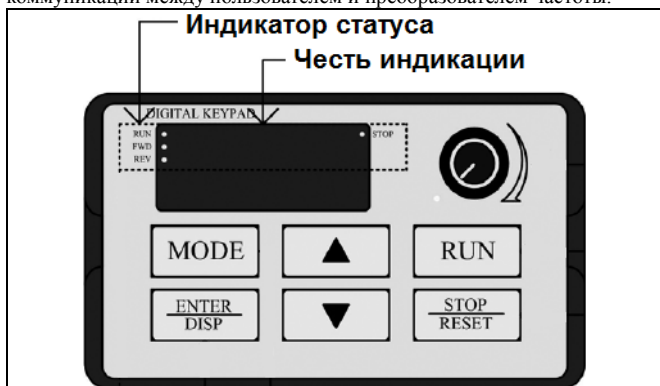 коммуникации между пользователем и преобразователем частоты.
Индикатор статуса
Честь индикации
DIGITAL KEYPAD
RUN
STOP
FWD
REV
MODE
RUN
ENTER
DISP
STOP
RESET